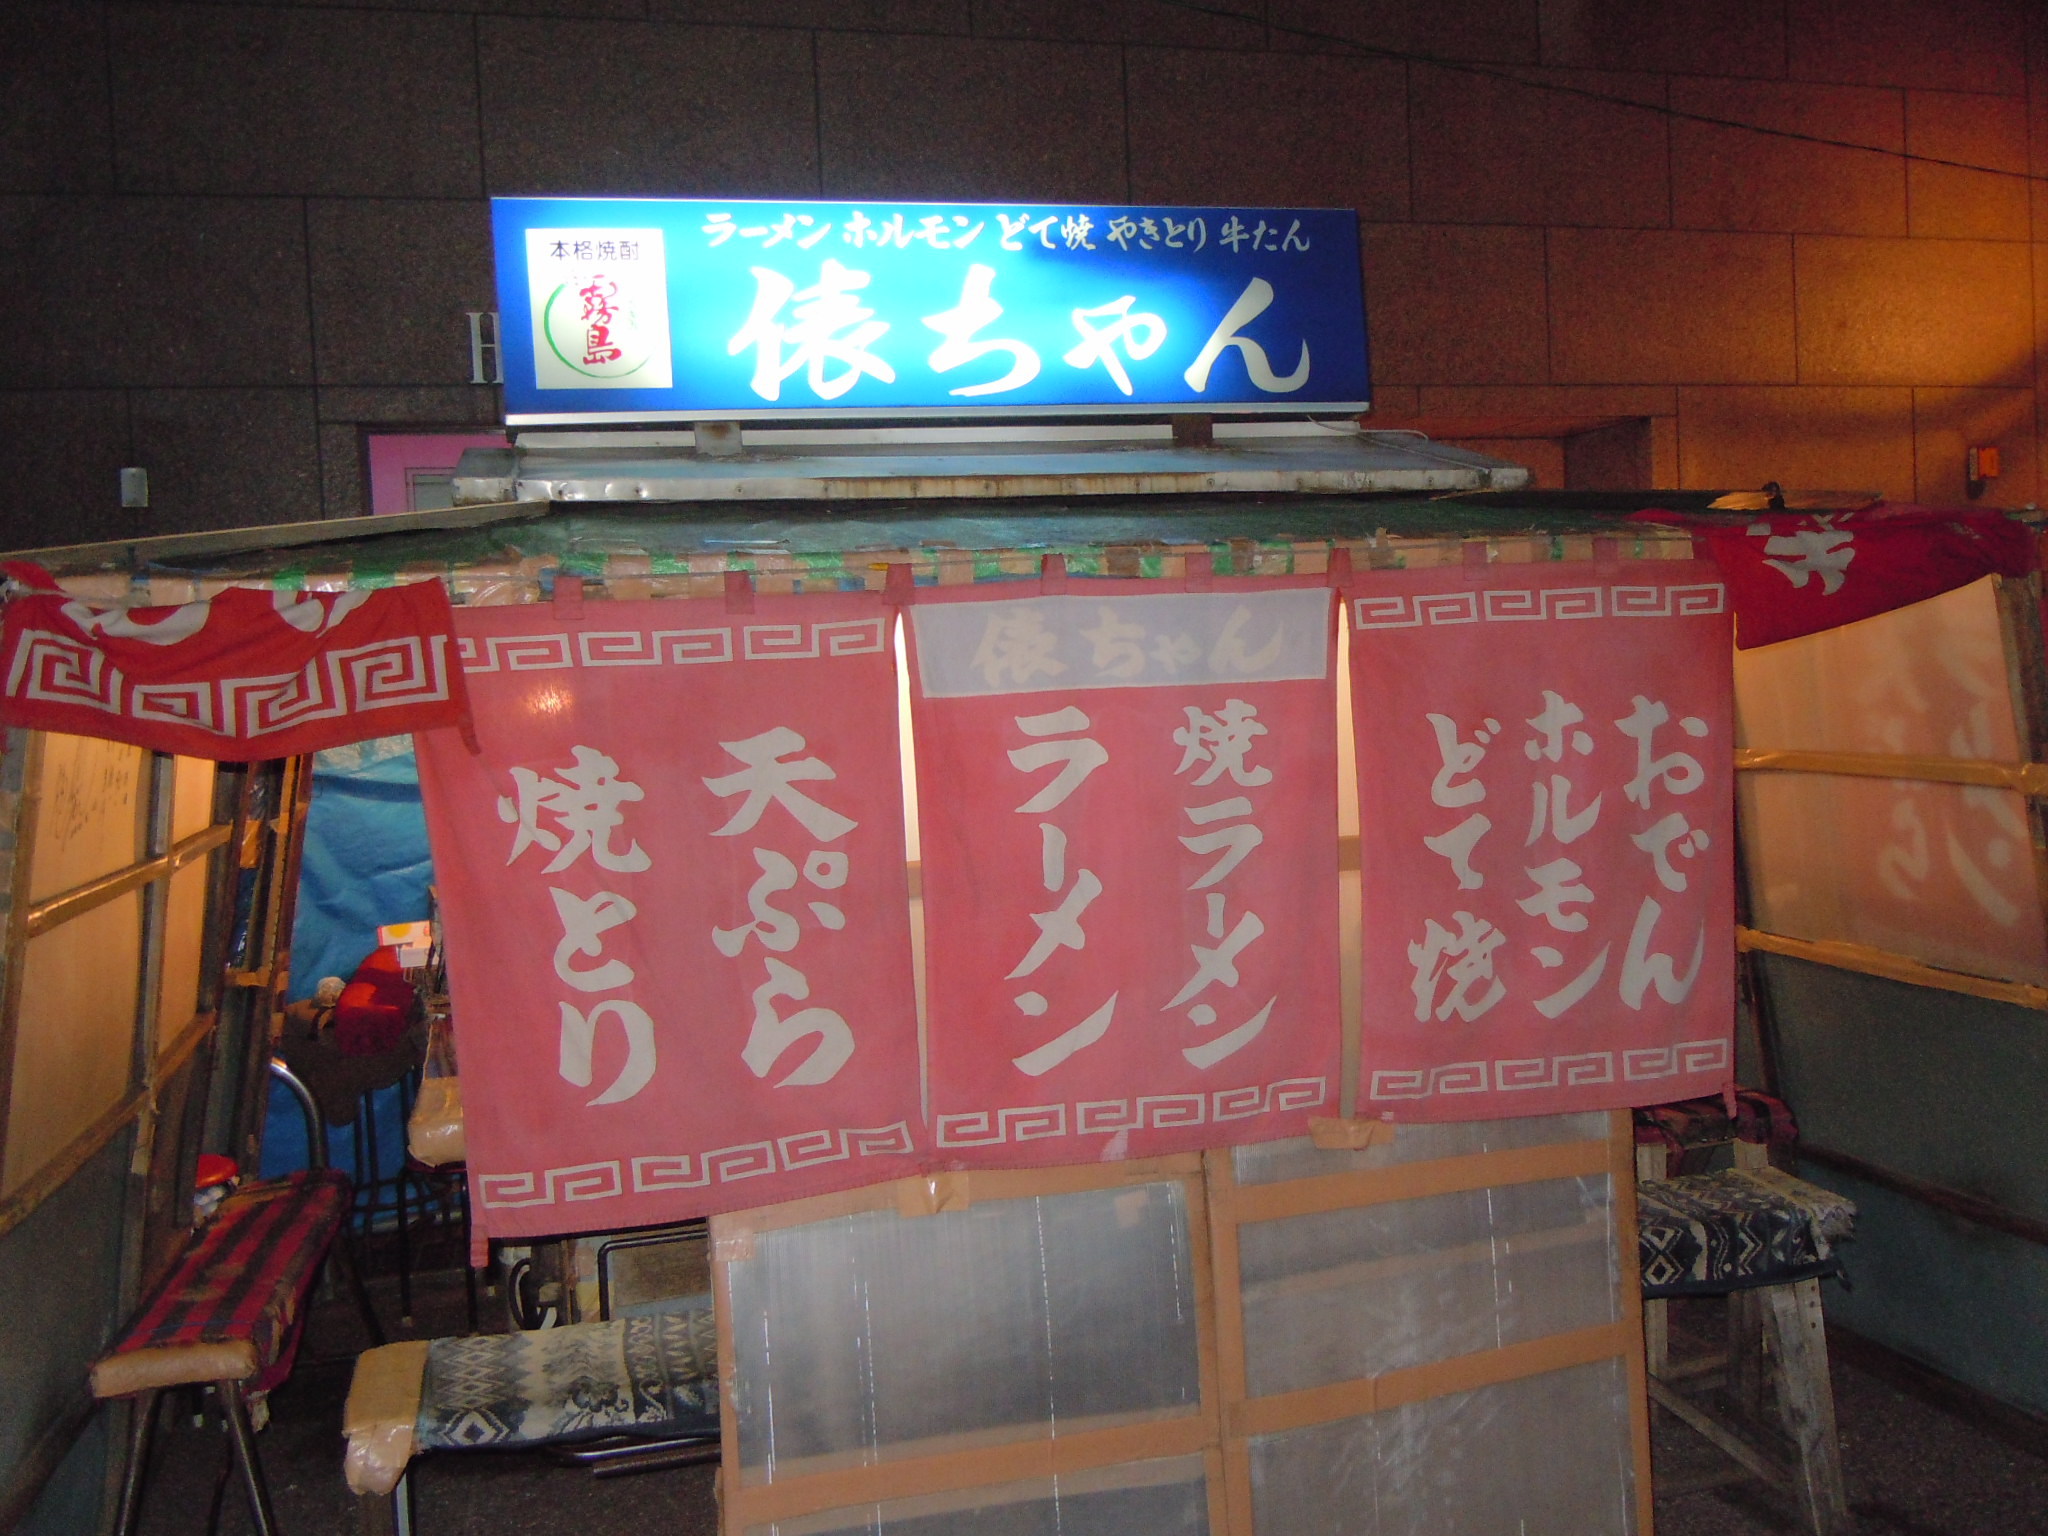 ラーメン ホルモン どて焼 やきとり 牛たん
本格焼酎
霧島
俵ちゃん
H
俵ちゃん
おでん
ホルモン
どて焼
焼ラーメン
ラーメン
天ぷら
焼とり